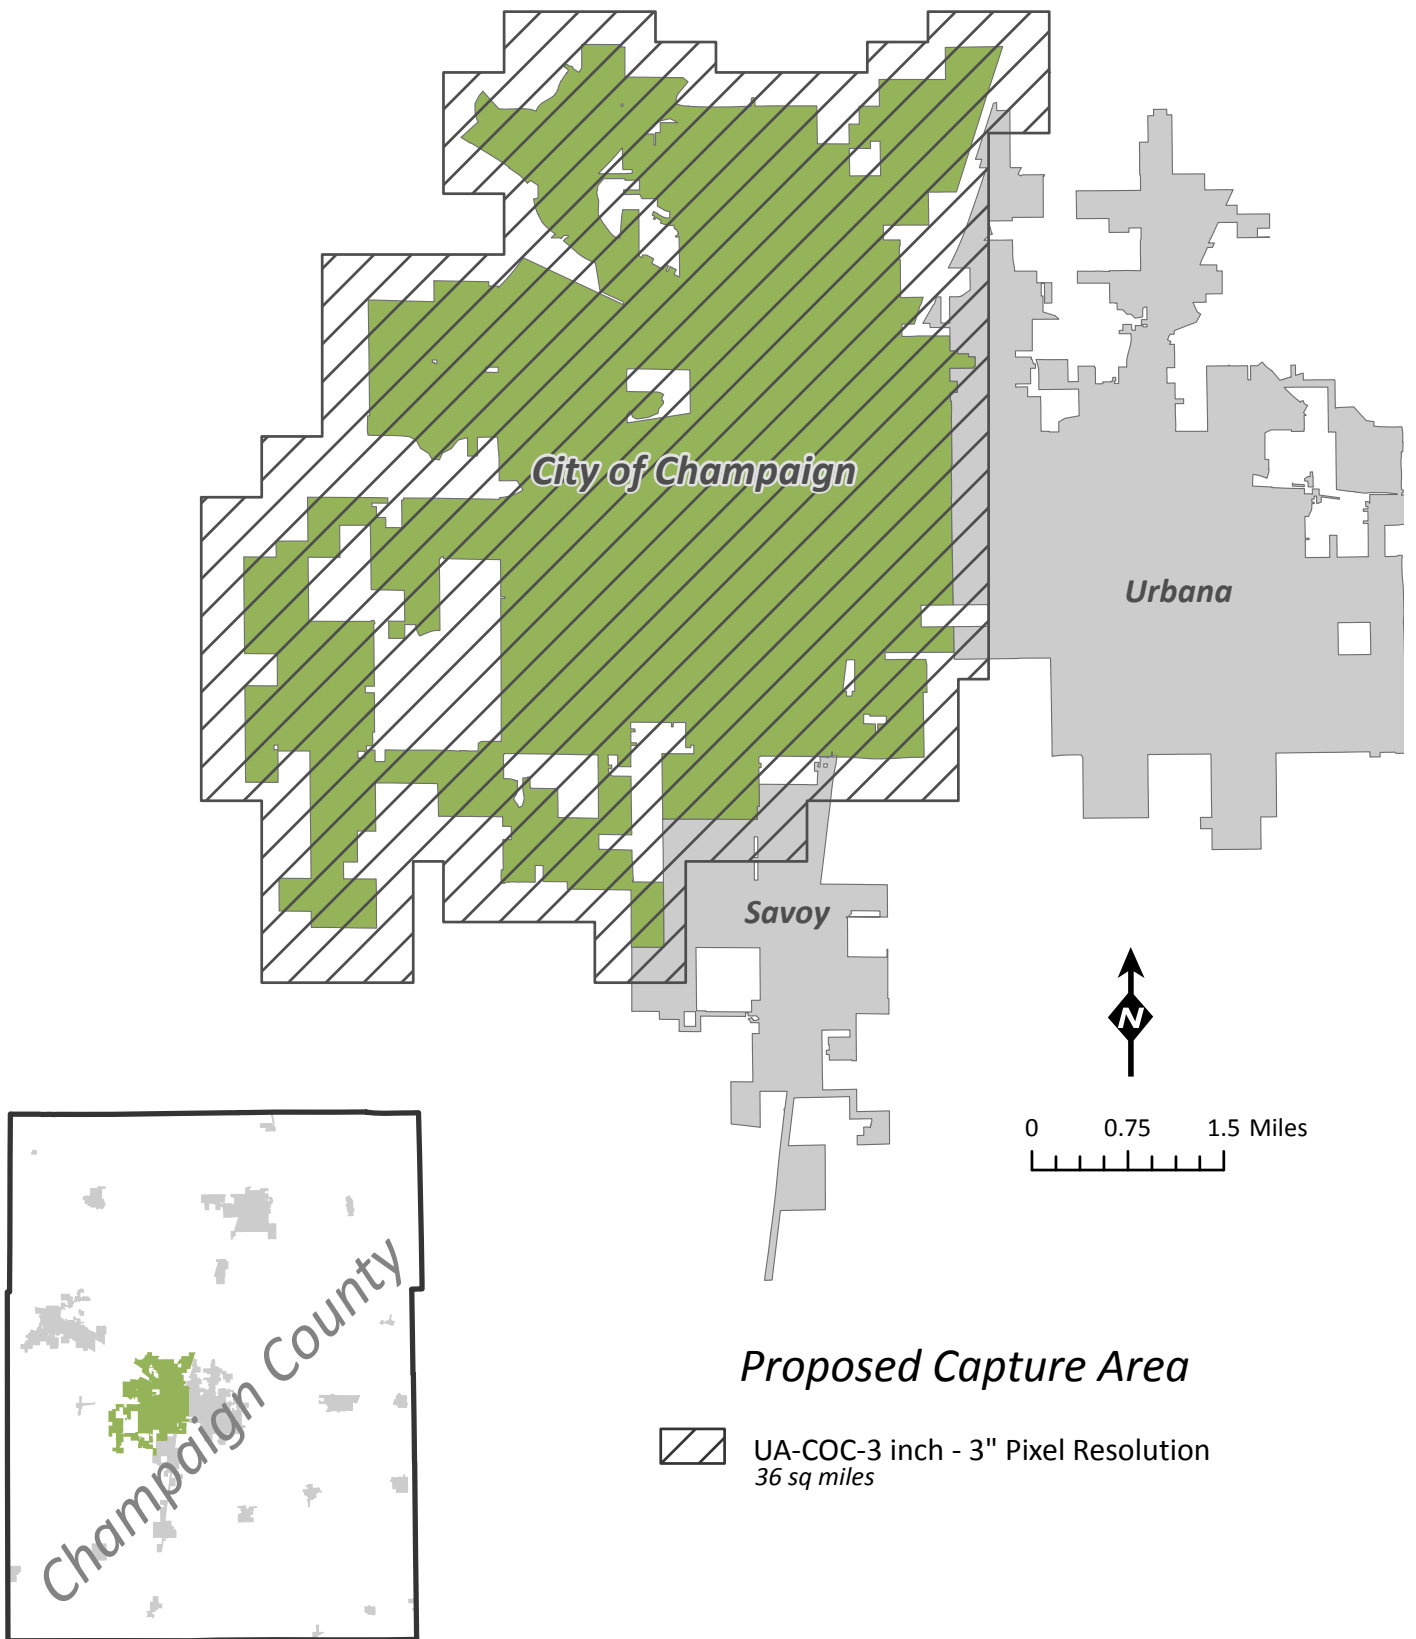 City of Champaign
Urbana
Savoy
N
0 0.75 1.5 Miles
Champaign County
Proposed Capture Area
UA-COC-3 inch - 3" Pixel Resolution
36 sq miles